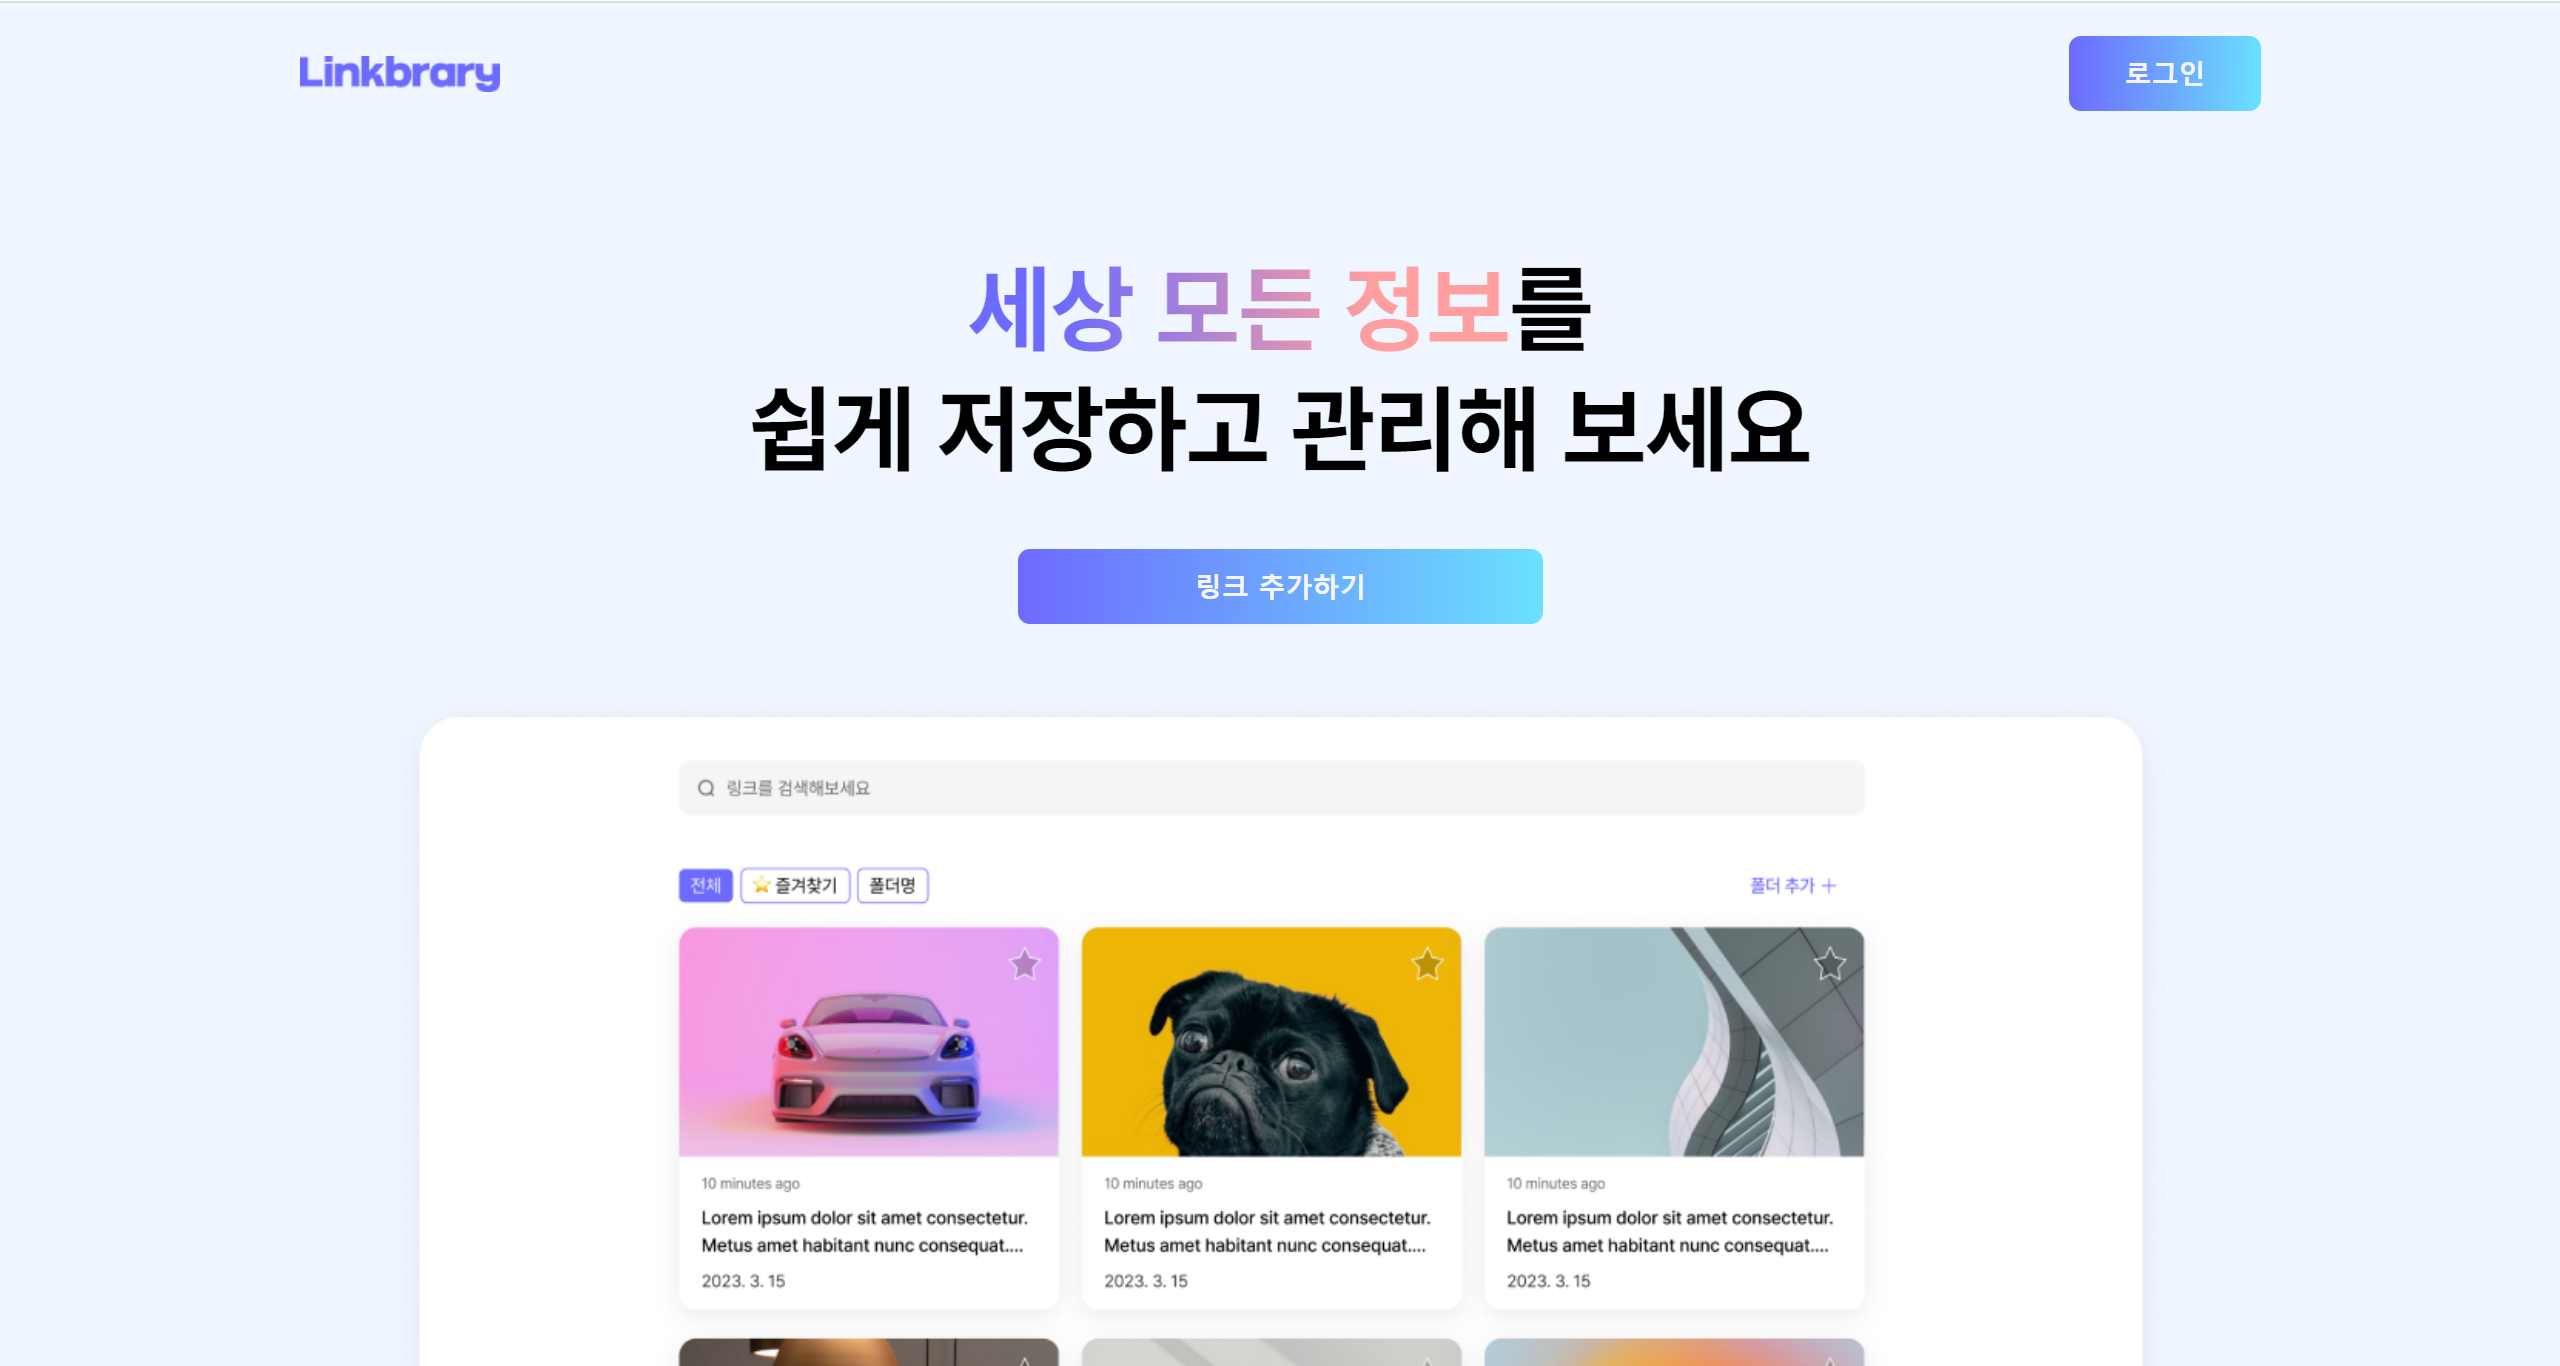 Linkbrary
로그인
세상 모든 정보를
쉽게 저장하고 관리해 보세요
링크 추가하기
링크를 검색해보세요
전체
⭐ 즐겨찾기
폴더명
폴더 추가 +
10 minutes ago
Lorem ipsum dolor sit amet consectetur.
Metus amet habitant nunc consequat....
2023. 3. 15
10 minutes ago
Lorem ipsum dolor sit amet consectetur.
Metus amet habitant nunc consequat....
2023. 3. 15
10 minutes ago
Lorem ipsum dolor sit amet consectetur.
Metus amet habitant nunc consequat....
2023. 3. 15